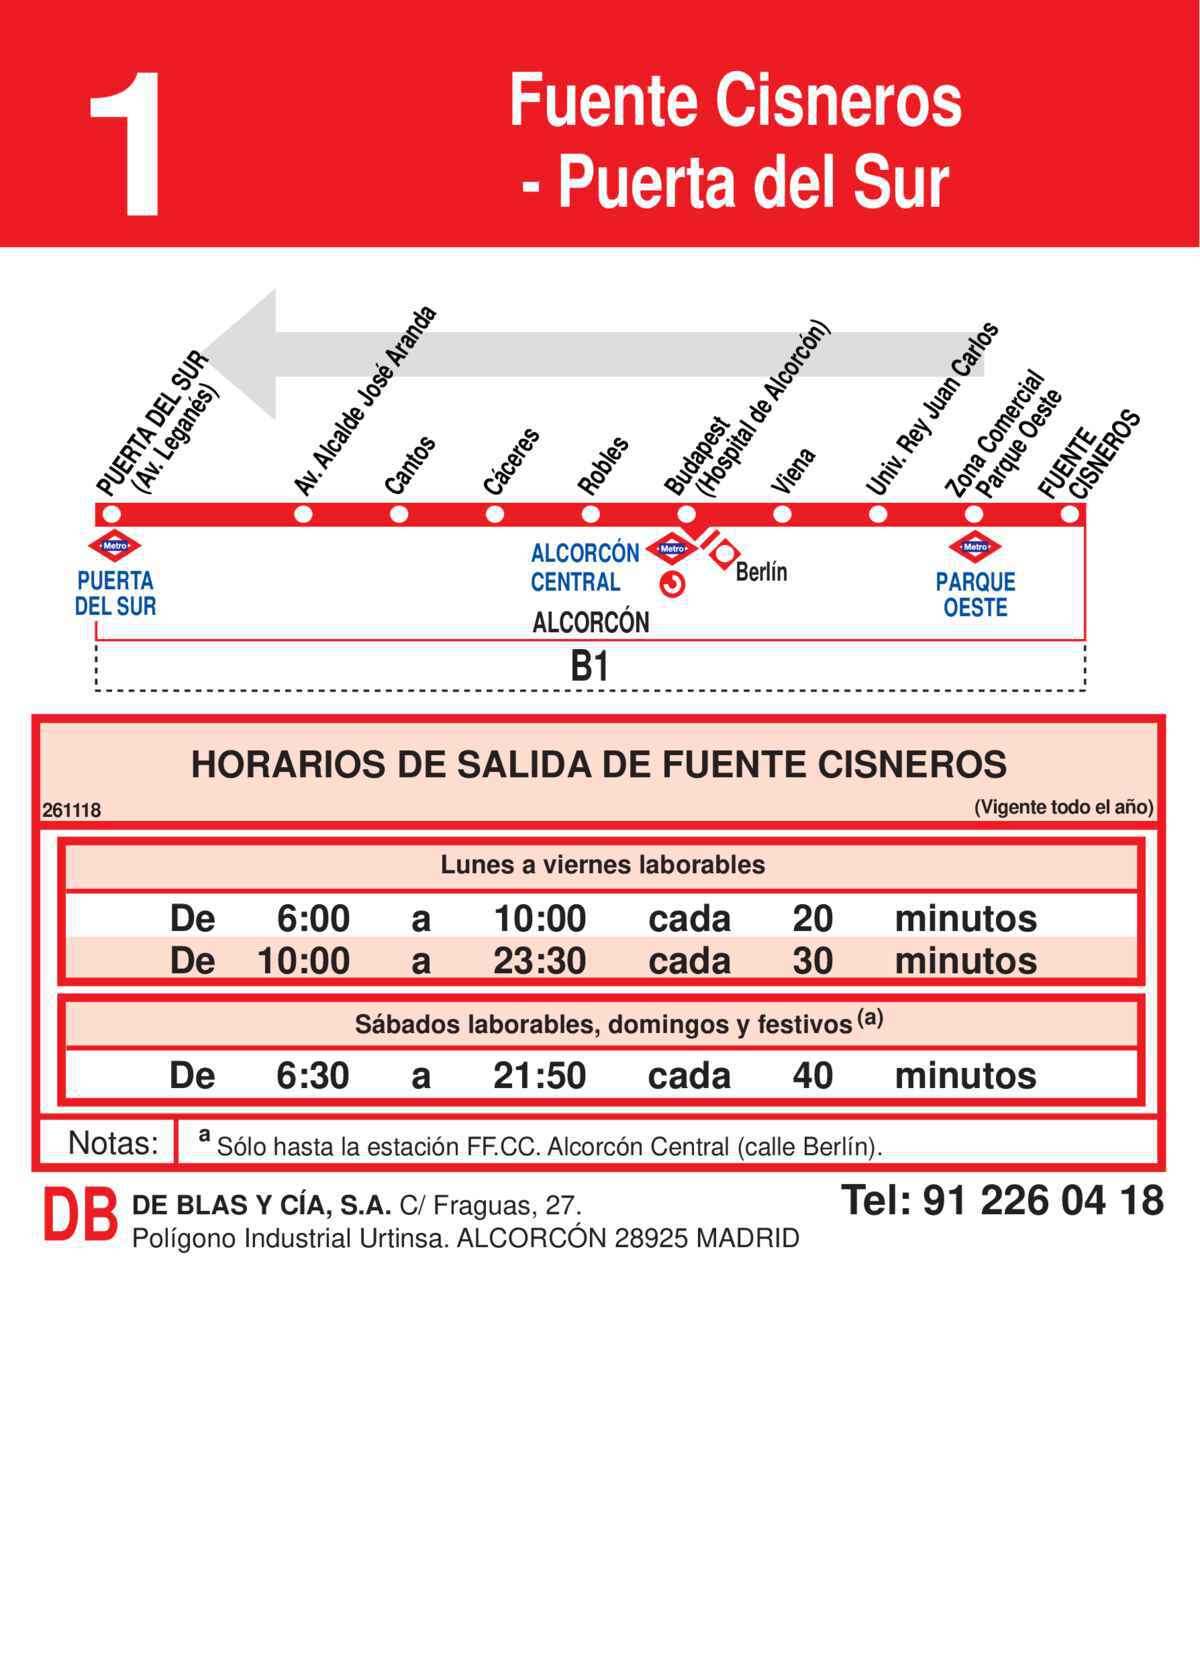 1
Fuente Cisneros
- Puerta del Sur
PUERTA DEL SUR
(Av. Leganés)
Av. Alcalde José Aranda
Cantos
Cáceres
Robles
Budapest
(Hospital de Alcorcón)
Viena
Univ. Rey Juan Carlos
Zona Comercial
Parque Oeste
FUENTE
CISNEROS
Metro
PUERTA
DEL SUR
ALCORCÓN
CENTRAL
Metro
Berlín
Metro
PARQUE
OESTE
ALCORCÓN
B1
HORARIOS DE SALIDA DE FUENTE CISNEROS
261118
(Vigente todo el año)
Lunes a viernes laborables
De 6:00 a 10:00 cada 20 minutos
De 10:00 a 23:30 cada 30 minutos
Sábados laborables, domingos y festivos (a)
De 6:30 a 21:50 cada 40 minutos
Notas: a Sólo hasta la estación FF.CC. Alcorcón Central (calle Berlín).
DB DE BLAS Y CÍA, S.A. C/ Fraguas, 27.
Polígono Industrial Urtinsa. ALCORCÓN 28925 MADRID
Tel: 91 226 04 18